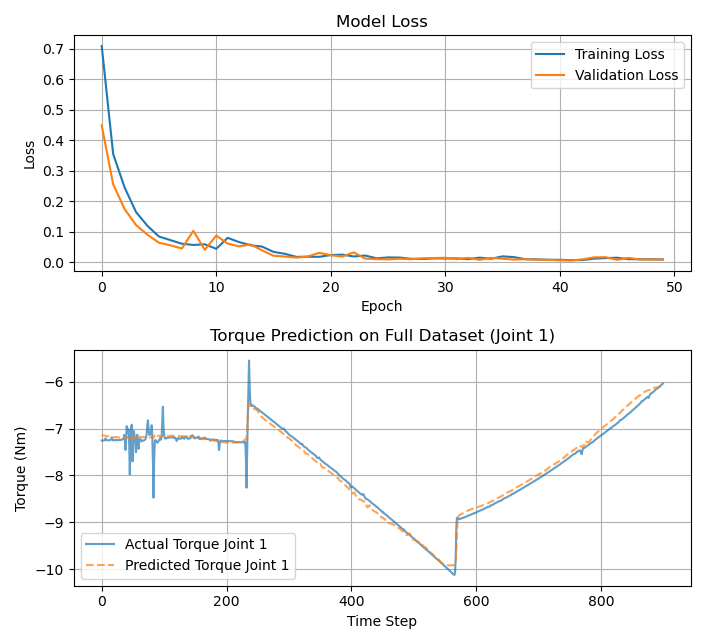 Model Loss
0.7
0.6
0.5
0.4
0.3
0.2
0.1
0.0
Loss
Training Loss
Validation Loss
0 10 20 30 40 50
Epoch
Torque Prediction on Full Dataset (Joint 1)
−6
−7
−8
−9
−10
Torque (Nm)
Actual Torque Joint 1
Predicted Torque Joint 1
0 200 400 600 800
Time Step